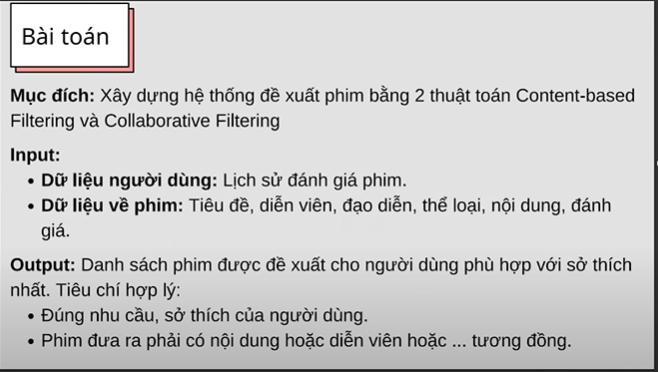 Bài toán
Mục đích: Xây dựng hệ thống đề xuất phim bằng 2 thuật toán Content-based
Filtering và Collaborative Filtering
Input:
• Dữ liệu người dùng: Lịch sử đánh giá phim.
• Dữ liệu về phim: Tiêu đề, diễn viên, đạo diễn, thể loại, nội dung, đánh
giá.
Output: Danh sách phim được đề xuất cho người dùng phù hợp với sở thích
nhất. Tiêu chí hợp lý:
• Đúng nhu cầu, sở thích của người dùng.
• Phim đưa ra phải có nội dung hoặc diễn viên hoặc ... tương đồng.